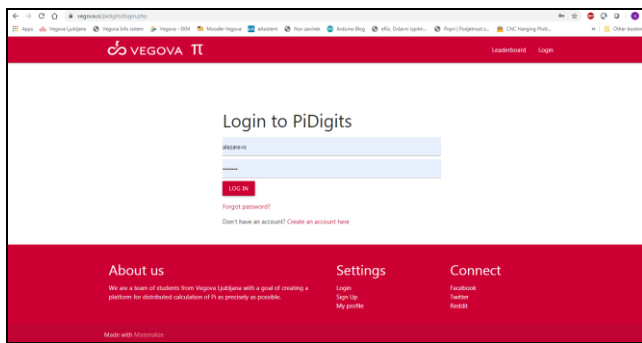 vegova.si/pidigits/login.php
Apps Vegova Ljubljana Vegova Info sistem Vegova - EKM Moodle Vegova eAsistent Nov zavihek Arduino Blog CNC Hanging Plott... Other bookm
VEGOVA π
Leaderboard Login
Login to PiDigits
LOG IN
Forgot password?
Don't have an account? Create an account here
About us
We are a team of students from Vegova Ljubljana with a goal of creating a
platform for distributed calculation of Pi as precisely as possible.
Settings
Login
Sign Up
My profile
Connect
Facebook
Twitter
Reddit
Made with Materialize